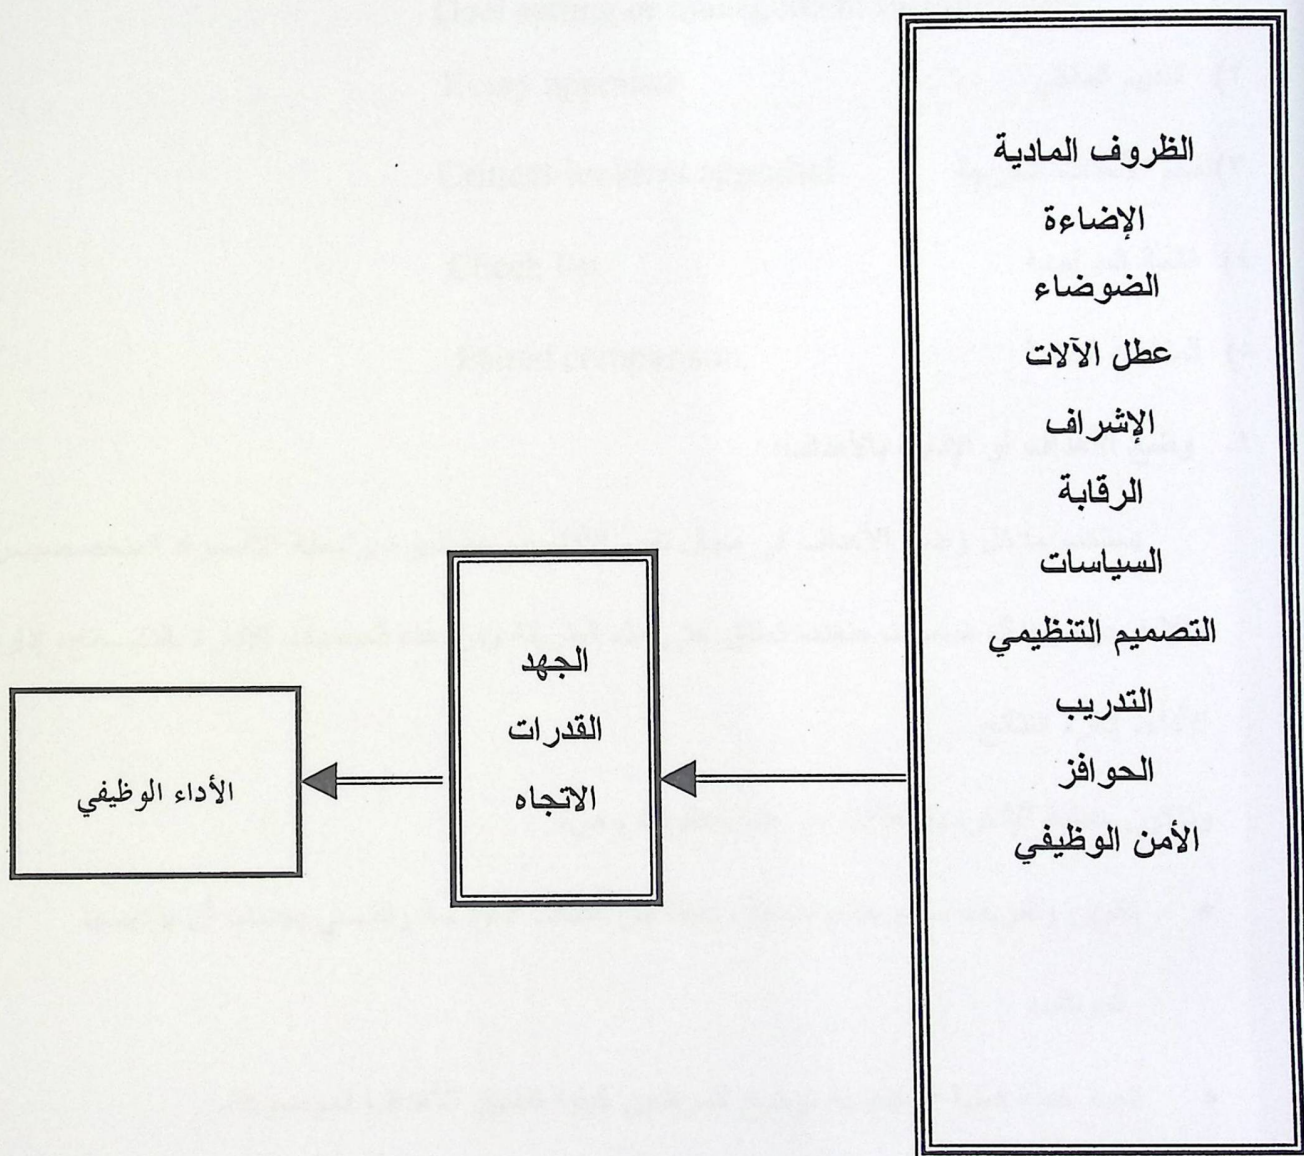 الظروف المادية
الإضاءة
الضوضاء
عطل الآلات
الإشراف
الرقابة
السياسات
التصميم التنظيمي
التدريب
الحوافز
الأمن الوظيفي
الجهد
القدرات
الاتجاه
الأداء الوظيفي